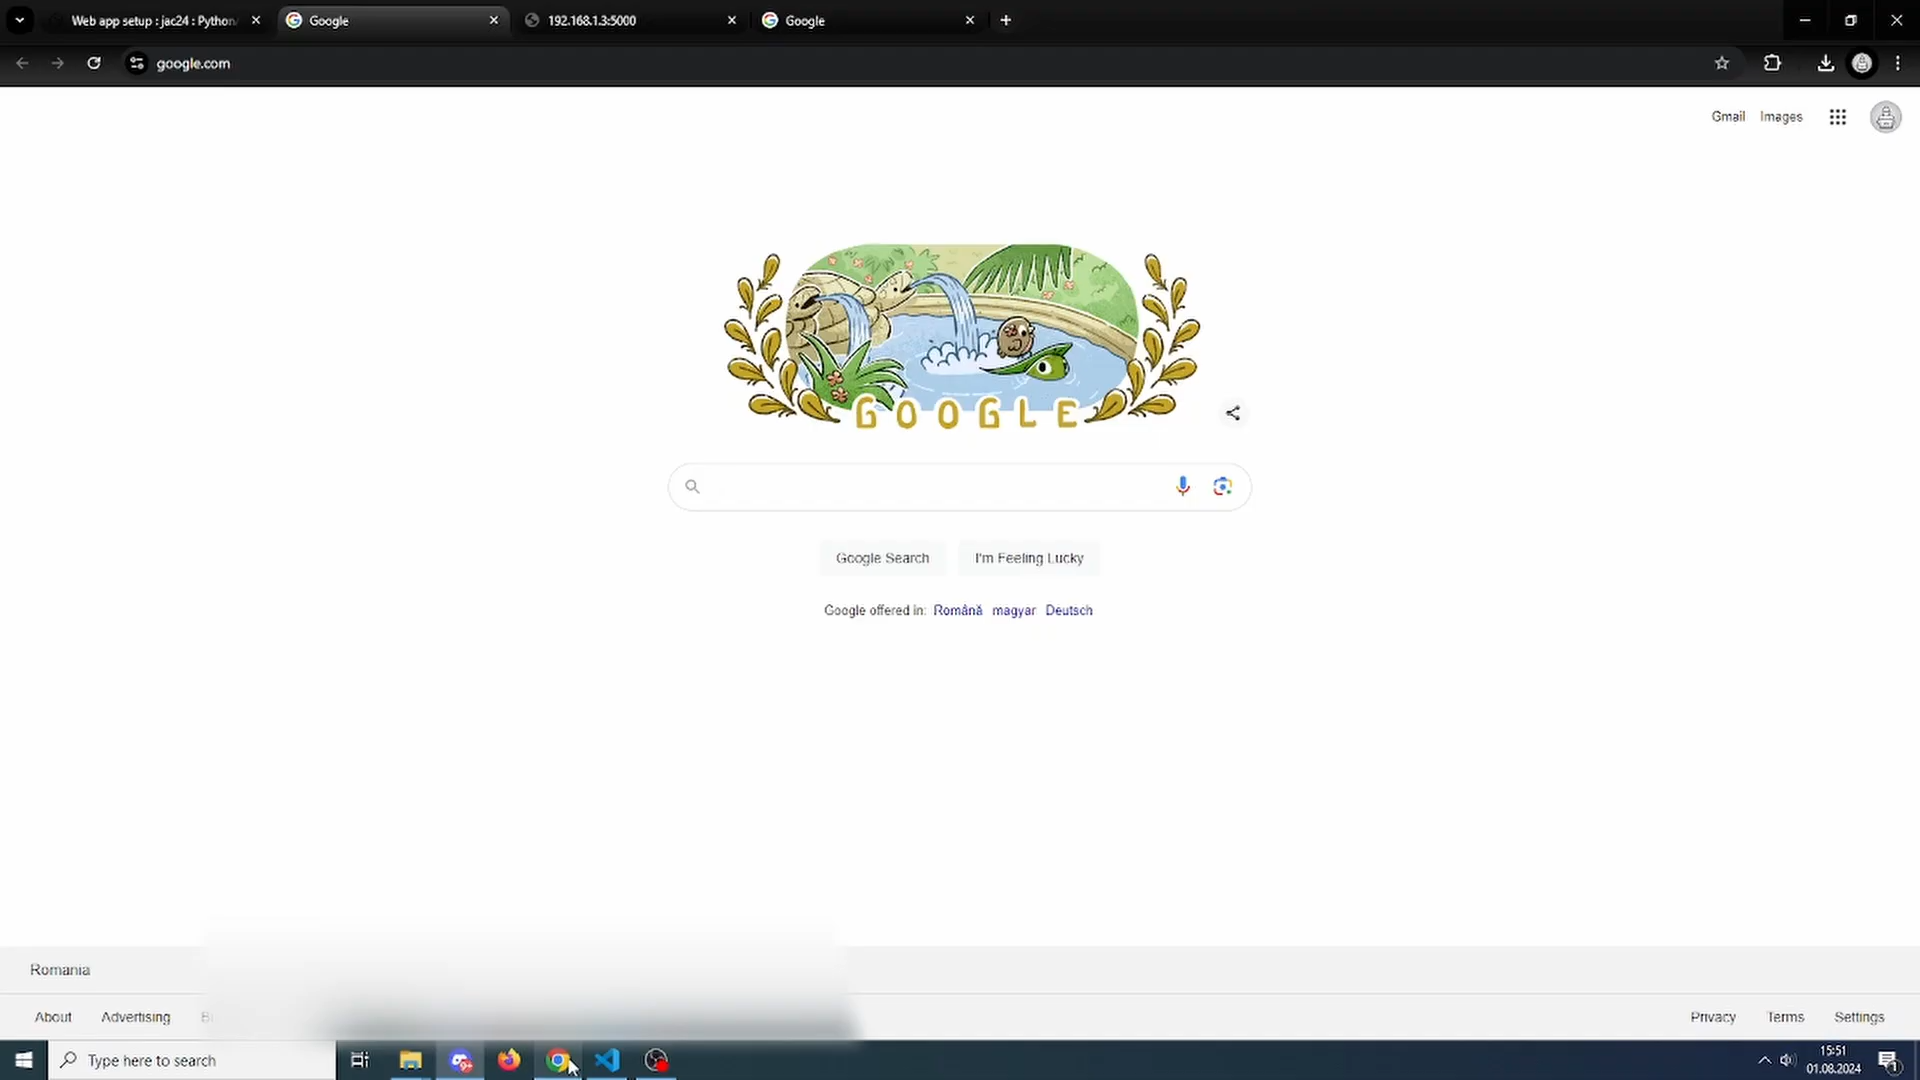 Web app setup : jac24 : Python
Google
192.168.1.3:5000
Google
google.com
Gmail
Images
GOOGLE
Google Search
I'm Feeling Lucky
Google offered in: Română magyar Deutsch
Romania
About
Advertising
Privacy
Terms
Settings
Type here to search
9+
15:51
01.08.2024
1